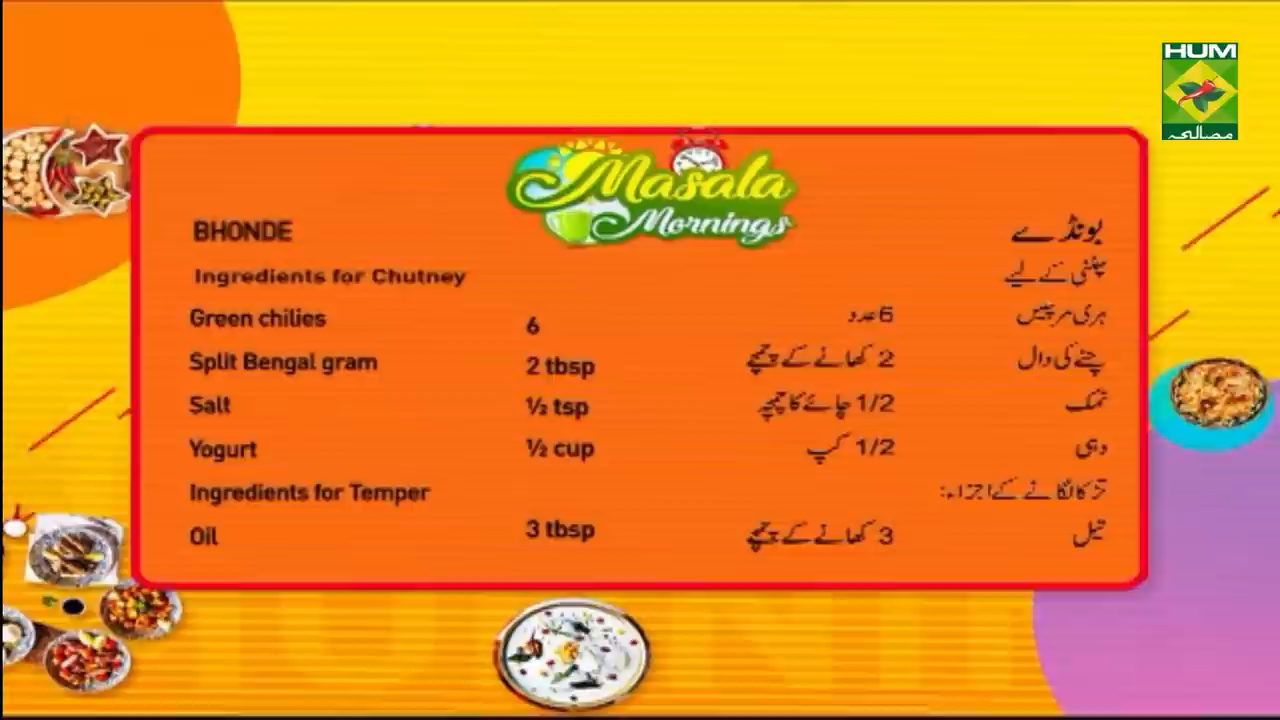 HUM
مصالحہ
Masala
Mornings
BHONDE بونڈے
Ingredients for Chutney چٹنی کے لیے
Green chilies 6 6 عدد ہری مرچیں
Split Bengal gram 2 tbsp 2 کھانے کے چمچے چنے کی دال
Salt ½ tsp 1/2 چائے کا چمچہ نمک
Yogurt ½ cup 1/2 کپ دہی
Ingredients for Temper تڑکا لگانے کے اجزاء:
Oil 3 tbsp 3 کھانے کے چمچے تیل